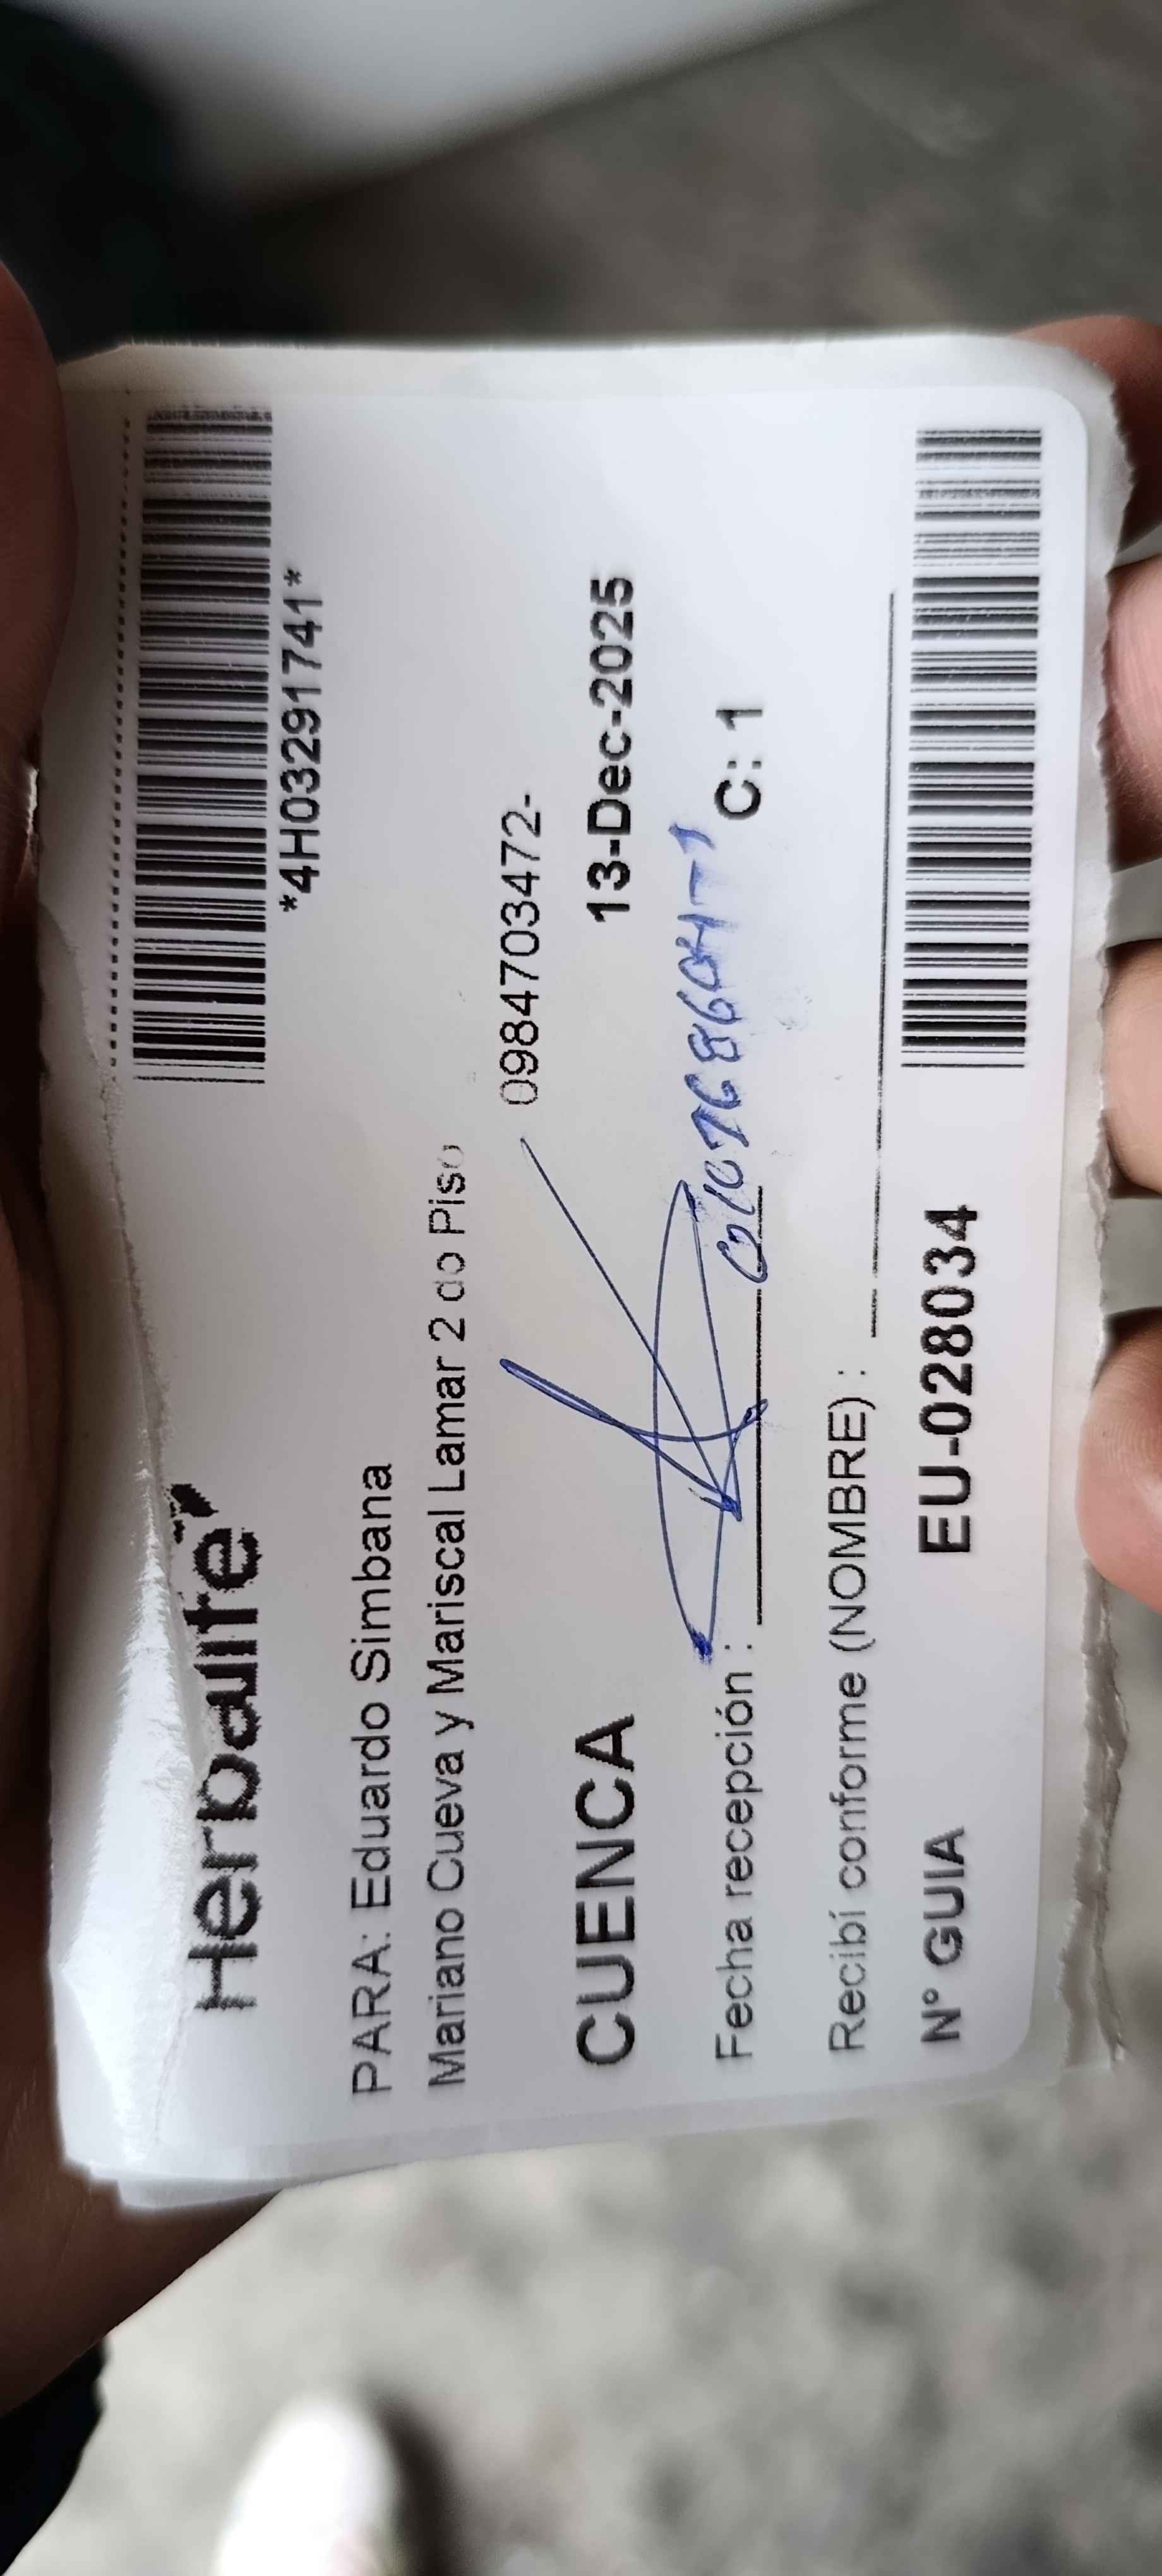 Herbalife
*4H03291741*
PARA: Eduardo Simbana
Mariano Cueva y Mariscal Lamar 2 do Piso
0984703472-
CUENCA 13-Dec-2025
Fecha recepción : C: 1
Recibí conforme (NOMBRE) :
N° GUIA EU-028034